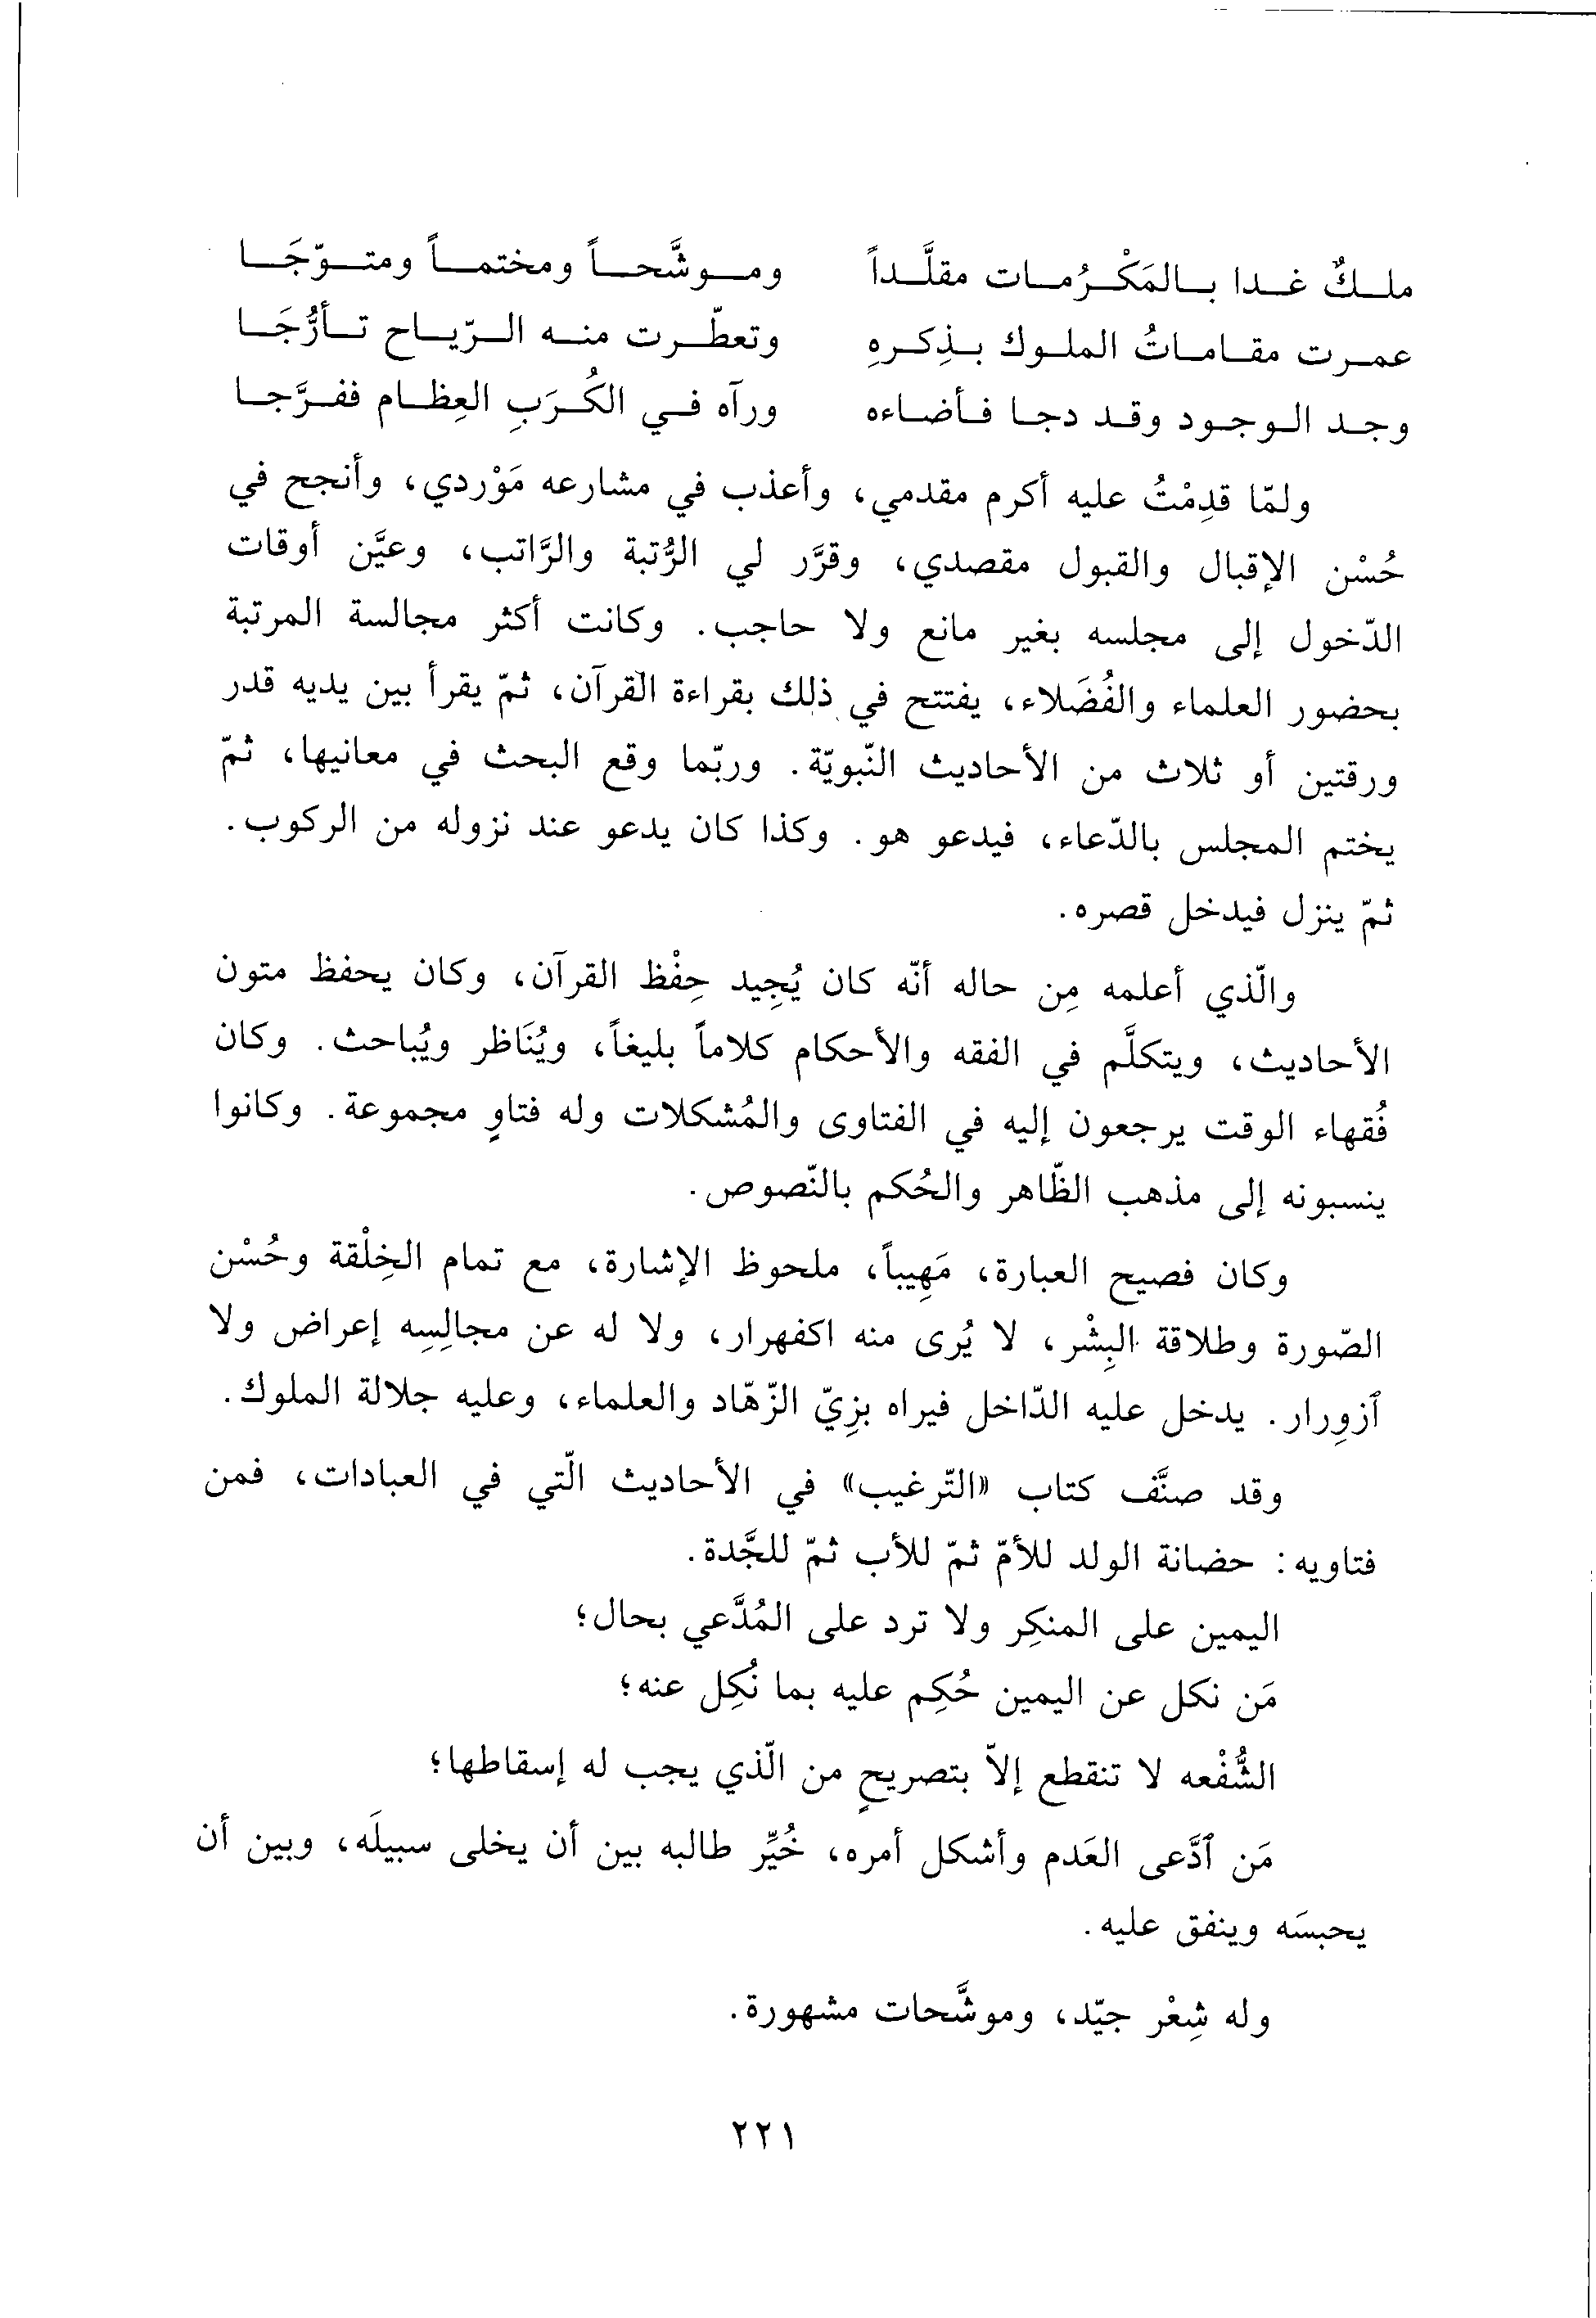 ملكٌ غدا بالمَكْرُمات مقلَّداً وموشَّحاً ومختماً ومتوّجَا
عمرت مقاماتُ الملوك بذِكرهِ وتعطّرت منه الرّياح تأرُّجَا
وجد الوجود وقد دجا فأضاءه ورآه في الكُرَبِ العِظام ففرَّجا
ولمّا قدِمْتُ عليه أكرم مقدمي، وأعذب في مشارعه مَوْردي، وأنجح في
حُسْن الإقبال والقبول مقصدي، وقرَّر لي الرُّتبة والرَّاتب، وعيَّن أوقات
الدّخول إلى مجلسه بغير مانع ولا حاجب. وكانت أكثر مجالسة المرتبة
بحضور العلماء والفُضَلاء، يفتتح في ذلك بقراءة القرآن، ثمّ يقرأ بين يديه قدر
ورقتين أو ثلاث من الأحاديث النّبويّة. وربّما وقع البحث في معانيها، ثمّ
يختم المجلس بالدّعاء، فيدعو هو. وكذا كان يدعو عند نزوله من الركوب.
ثمّ ينزل فيدخل قصره.
والّذي أعلمه مِن حاله أنّه كان يُجِيد حِفْظ القرآن، وكان يحفظ متون
الأحاديث، ويتكلَّم في الفقه والأحكام كلاماً بليغاً، ويُنَاظر ويُباحث. وكان
فُقهاء الوقت يرجعون إليه في الفتاوى والمُشكلات وله فتاوٍ مجموعة. وكانوا
ينسبونه إلى مذهب الظّاهر والحُكم بالنّصوص.
وكان فصيح العبارة، مَهِيباً، ملحوظ الإشارة، مع تمام الخِلْقة وحُسْن
الصّورة وطلاقة البِشْر، لا يُرى منه اكفهرار، ولا له عن مجالِسِه إعراض ولا
ٱزوِرار. يدخل عليه الدّاخل فيراه بزِيّ الزّهّاد والعلماء، وعليه جلالة الملوك.
وقد صنَّف كتاب «التّرغيب» في الأحاديث الّتي في العبادات، فمن
فتاويه: حضانة الولد للأمّ ثمّ للأب ثمّ للجَّدة.
اليمين على المنكِر ولا ترد على المُدَّعي بحال؛
مَن نكل عن اليمين حُكِم عليه بما نُكِل عنه؛
الشُّفْعه لا تنقطع إلاّ بتصريحٍ من الّذي يجب له إسقاطها؛
مَن ٱدَّعى العَدم وأشكل أمره، خُيِّر طالبه بين أن يخلى سبيلَه، وبين أن
يحبسَه وينفق عليه.
وله شِعْر جيّد، وموشَّحات مشهورة.
٢٢١